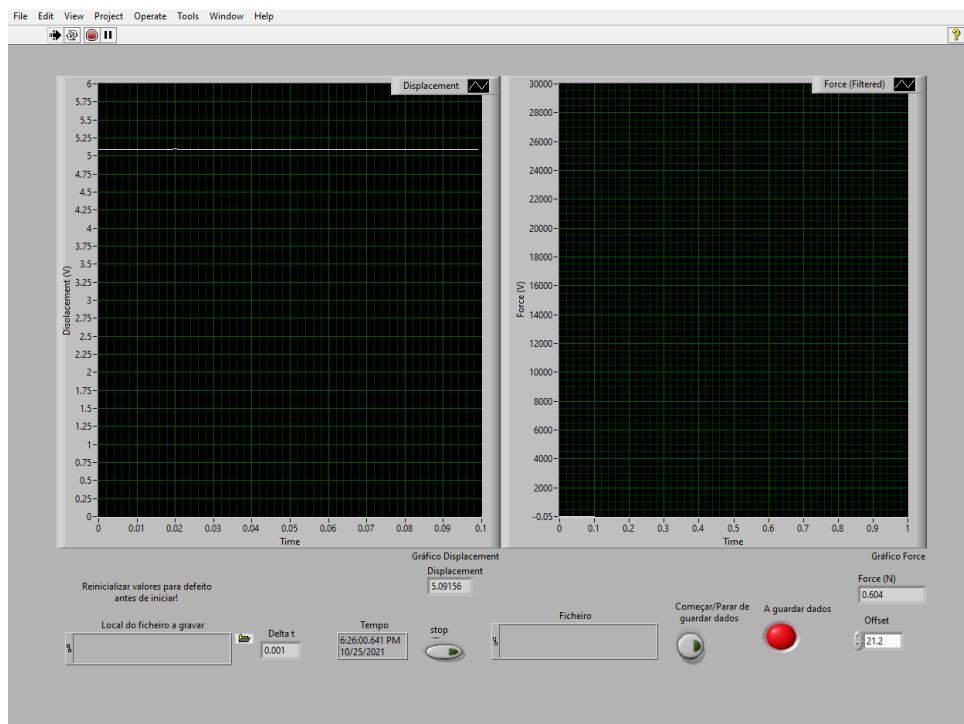 File Edit View Project Operate Tools Window Help
?
Displacement
6
5.75
5.5
5.25
5
4.75
4.5
4.25
4
3.75
3.5
3.25
3
2.75
2.5
2.25
2
1.75
1.5
1.25
1
0.75
0.5
0.25
0
Disolacement (V)
0 0.01 0.02 0.03 0.04 0.05 0.06 0.07 0.08 0.09 0.1
Time
Gráfico Displacement
Force (Filtered)
30000
28000
26000
24000
22000
20000
18000
16000
14000
12000
10000
8000
6000
4000
2000
-0.05
Force (V)
0 0.1 0.2 0.3 0.4 0.5 0.6 0.7 0.8 0.9 1
Time
Gráfico Force
Displacement
5.09156
Reinicializar valores para defeito
antes de iniciar!
Force (N)
0.604
Local do ficheiro a gravar
Delta t
0.001
Tempo
6:26:00.641 PM
10/25/2021
stop
Ficheiro
Começar/Parar de
guardar dados
A guardar dados
Offset
21.2